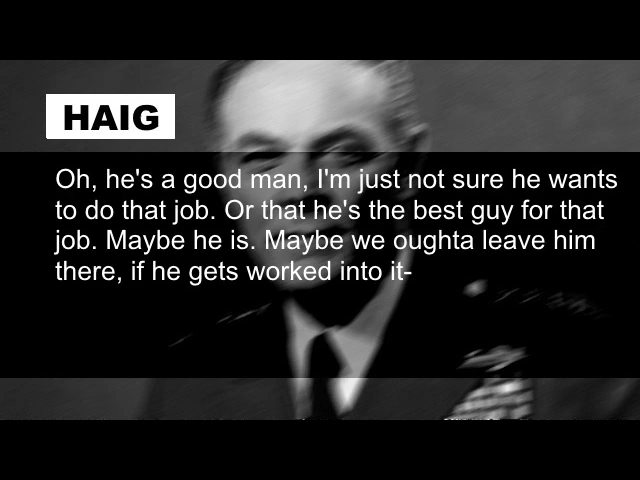 HAIG
Oh, he's a good man, I'm just not sure he wants
to do that job. Or that he's the best guy for that
job. Maybe he is. Maybe we oughta leave him
there, if he gets worked into it-